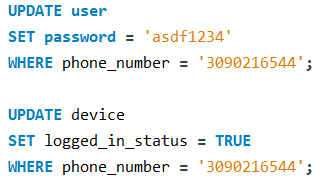 UPDATE user
SET password = 'asdf1234'
WHERE phone_number = '3090216544';
UPDATE device
SET logged_in_status = TRUE
WHERE phone_number = '3090216544';